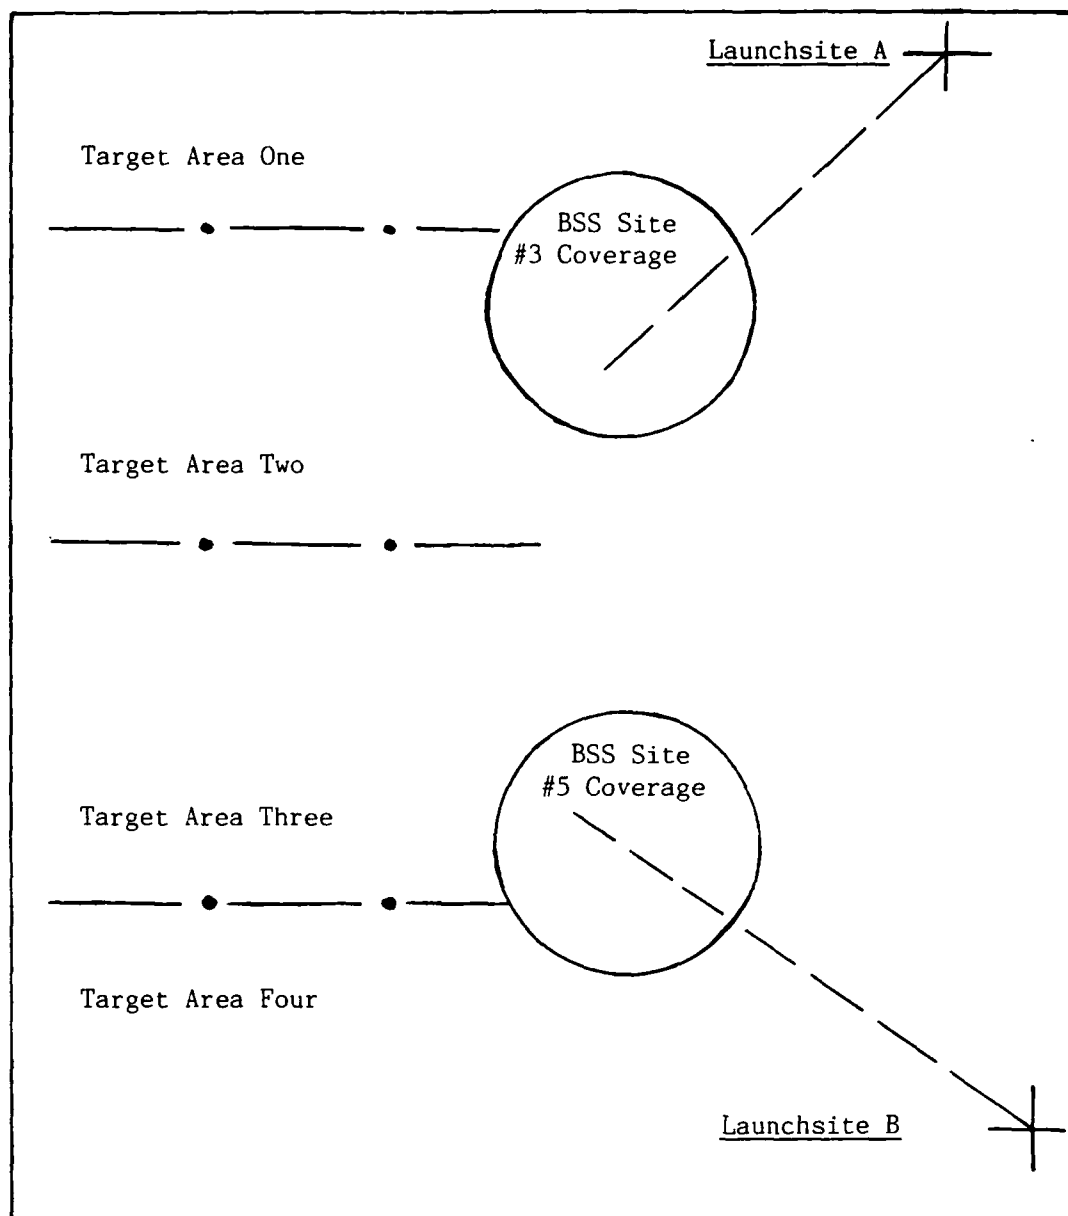 Launchsite A
Target Area One
BSS Site
#3 Coverage
Target Area Two
BSS Site
#5 Coverage
Target Area Three
Target Area Four
Launchsite B